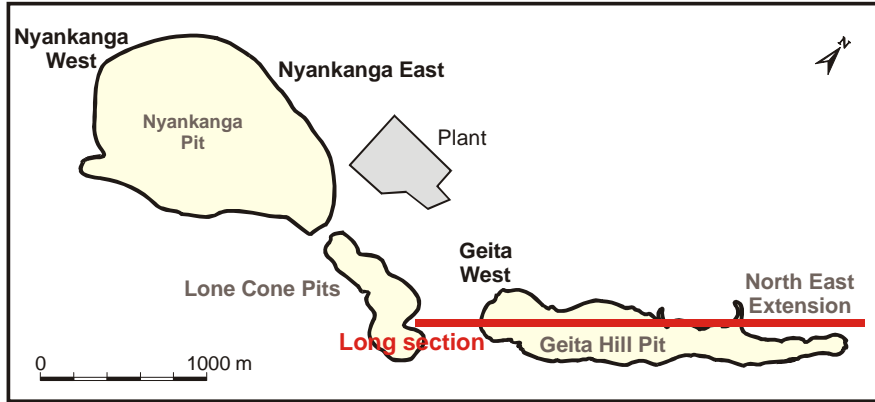 Nyankanga
West
Nyankanga East
N
Nyankanga
Pit
Plant
Geita
West
North East
Extension
Lone Cone Pits
Long section
Geita Hill Pit
0 1000 m